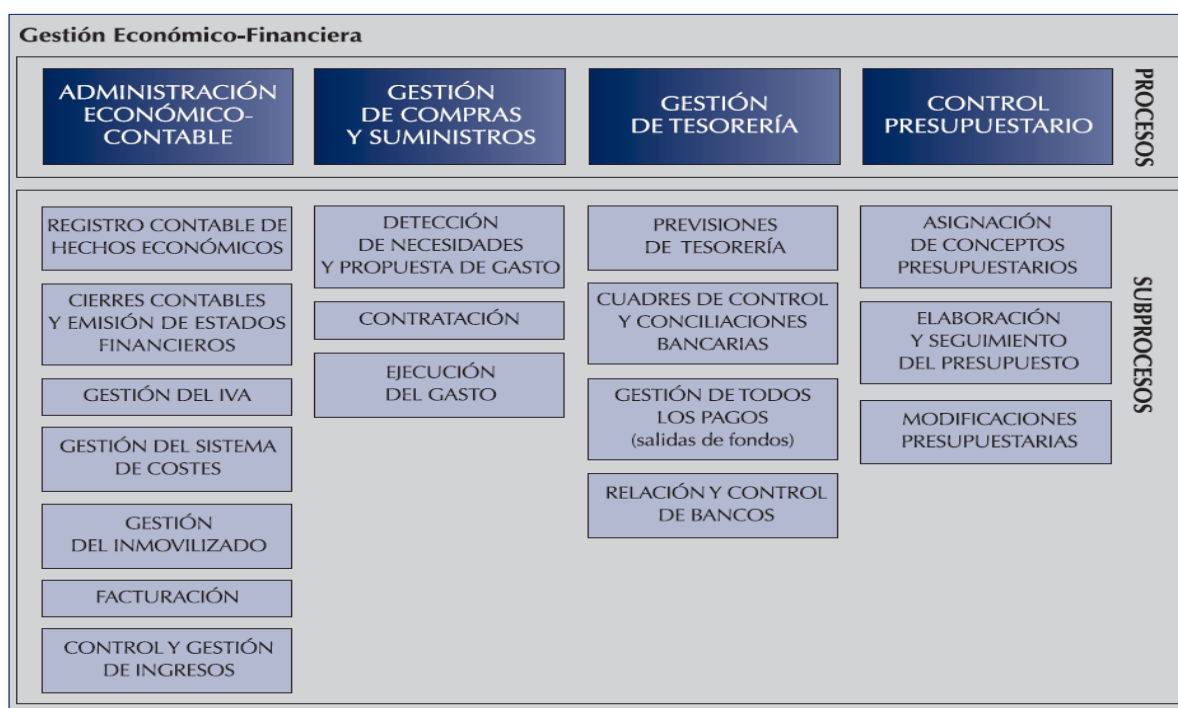 Gestión Económico-Financiera
ADMINISTRACIÓN
ECONÓMICO-
CONTABLE
GESTIÓN
DE COMPRAS
Y SUMINISTROS
GESTIÓN
DE TESORERÍA
CONTROL
PRESUPUESTARIO
PROCESOS
REGISTRO CONTABLE DE
HECHOS ECONÓMICOS
CIERRES CONTABLES
Y EMISIÓN DE ESTADOS
FINANCIEROS
GESTIÓN DEL IVA
GESTIÓN DEL SISTEMA
DE COSTES
GESTIÓN
DEL INMOVILIZADO
FACTURACIÓN
CONTROL Y GESTIÓN
DE INGRESOS
DETECCIÓN
DE NECESIDADES
Y PROPUESTA DE GASTO
CONTRATACIÓN
EJECUCIÓN
DEL GASTO
PREVISIONES
DE TESORERÍA
CUADRES DE CONTROL
Y CONCILIACIONES
BANCARIAS
GESTIÓN DE TODOS
LOS PAGOS
(salidas de fondos)
RELACIÓN Y CONTROL
DE BANCOS
ASIGNACIÓN
DE CONCEPTOS
PRESUPUESTARIOS
ELABORACIÓN
Y SEGUIMIENTO
DEL PRESUPUESTO
MODIFICACIONES
PRESUPUESTARIAS
SUBPROCESOS